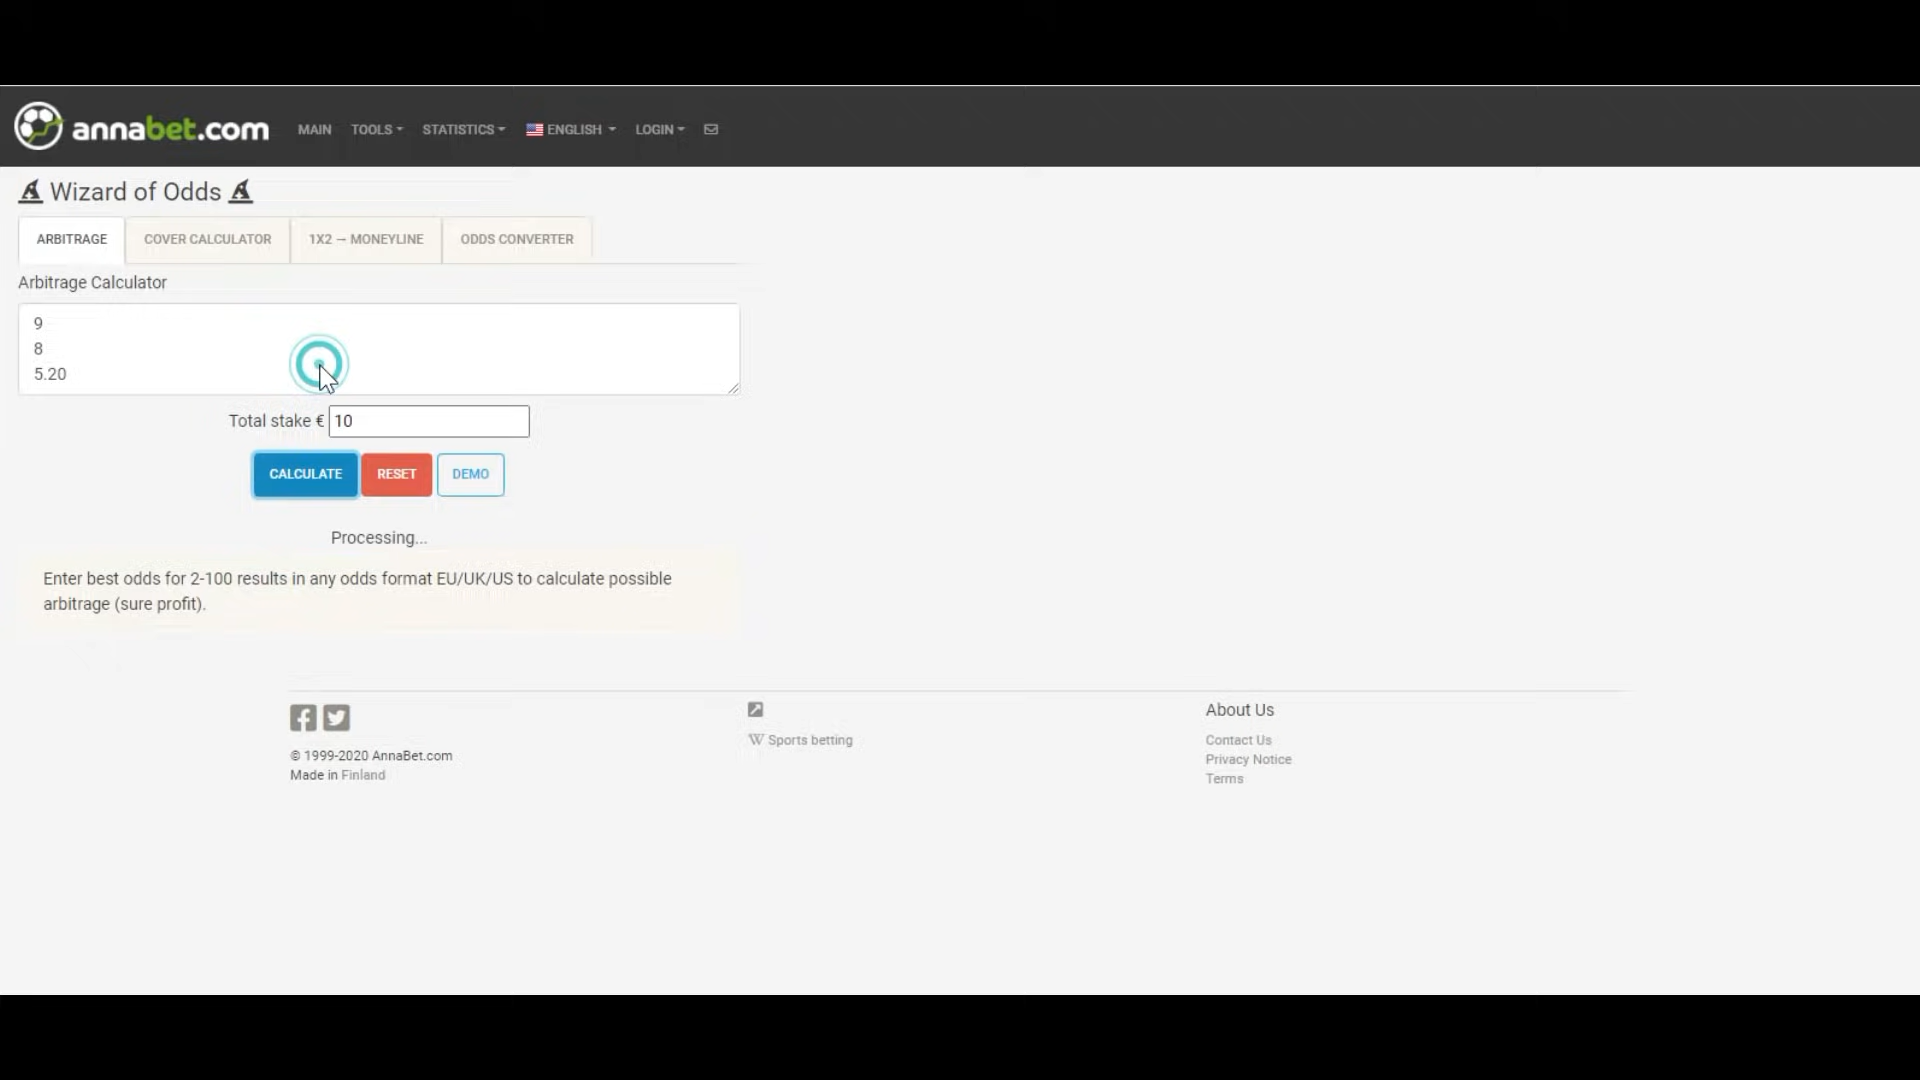 annabet.com MAIN TOOLS STATISTICS ENGLISH LOGIN
Wizard of Odds
ARBITRAGE COVER CALCULATOR 1X2 → MONEYLINE ODDS CONVERTER
Arbitrage Calculator
9
8
5.20
Total stake € 10
CALCULATE RESET DEMO
Processing...
Enter best odds for 2-100 results in any odds format EU/UK/US to calculate possible
arbitrage (sure profit).
© 1999-2020 AnnaBet.com
Made in Finland
W Sports betting
About Us
Contact Us
Privacy Notice
Terms